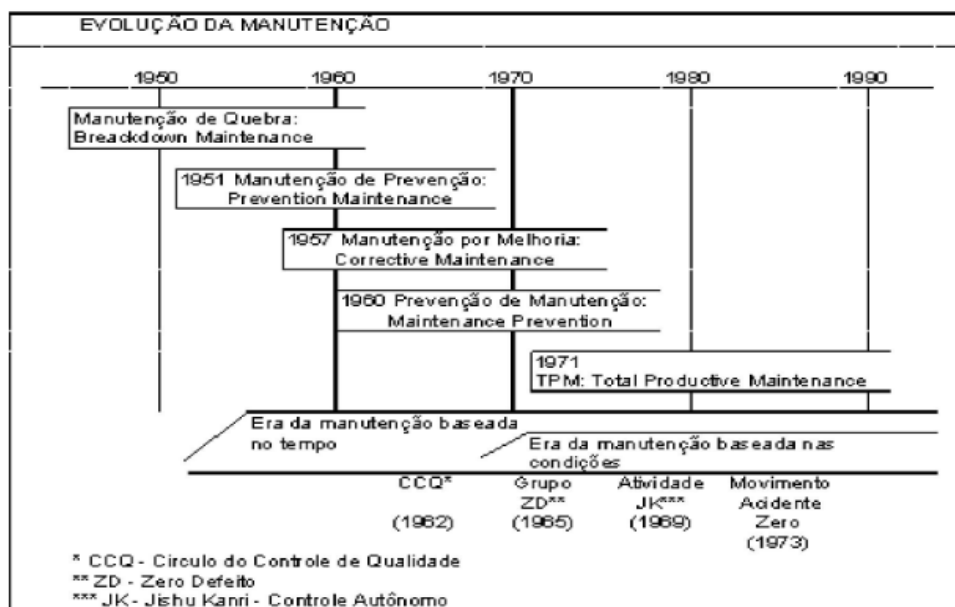 EVOLUÇÃO DA MANUTENÇÃO
1950 1960 1970 1980 1990
Manutenção de Quebra:
Breackdown Maintenance
1951 Manutenção de Prevenção:
Prevention Maintenance
1957 Manutenção por Melhoria:
Corrective Maintenance
1960 Prevenção de Manutenção:
Maintenance Prevention
1971
TPM: Total Productive Maintenance
Era da manutenção baseada
no tempo
Era da manutenção baseada nas
condições
CCQ* Grupo Atividade Movimento
ZD** JK*** Acidente
(1962) (1965) (1969) Zero
(1973)
* CCQ - Circulo do Controle de Qualidade
** ZD - Zero Defeito
*** JK - Jishu Kanri - Controle Autônomo